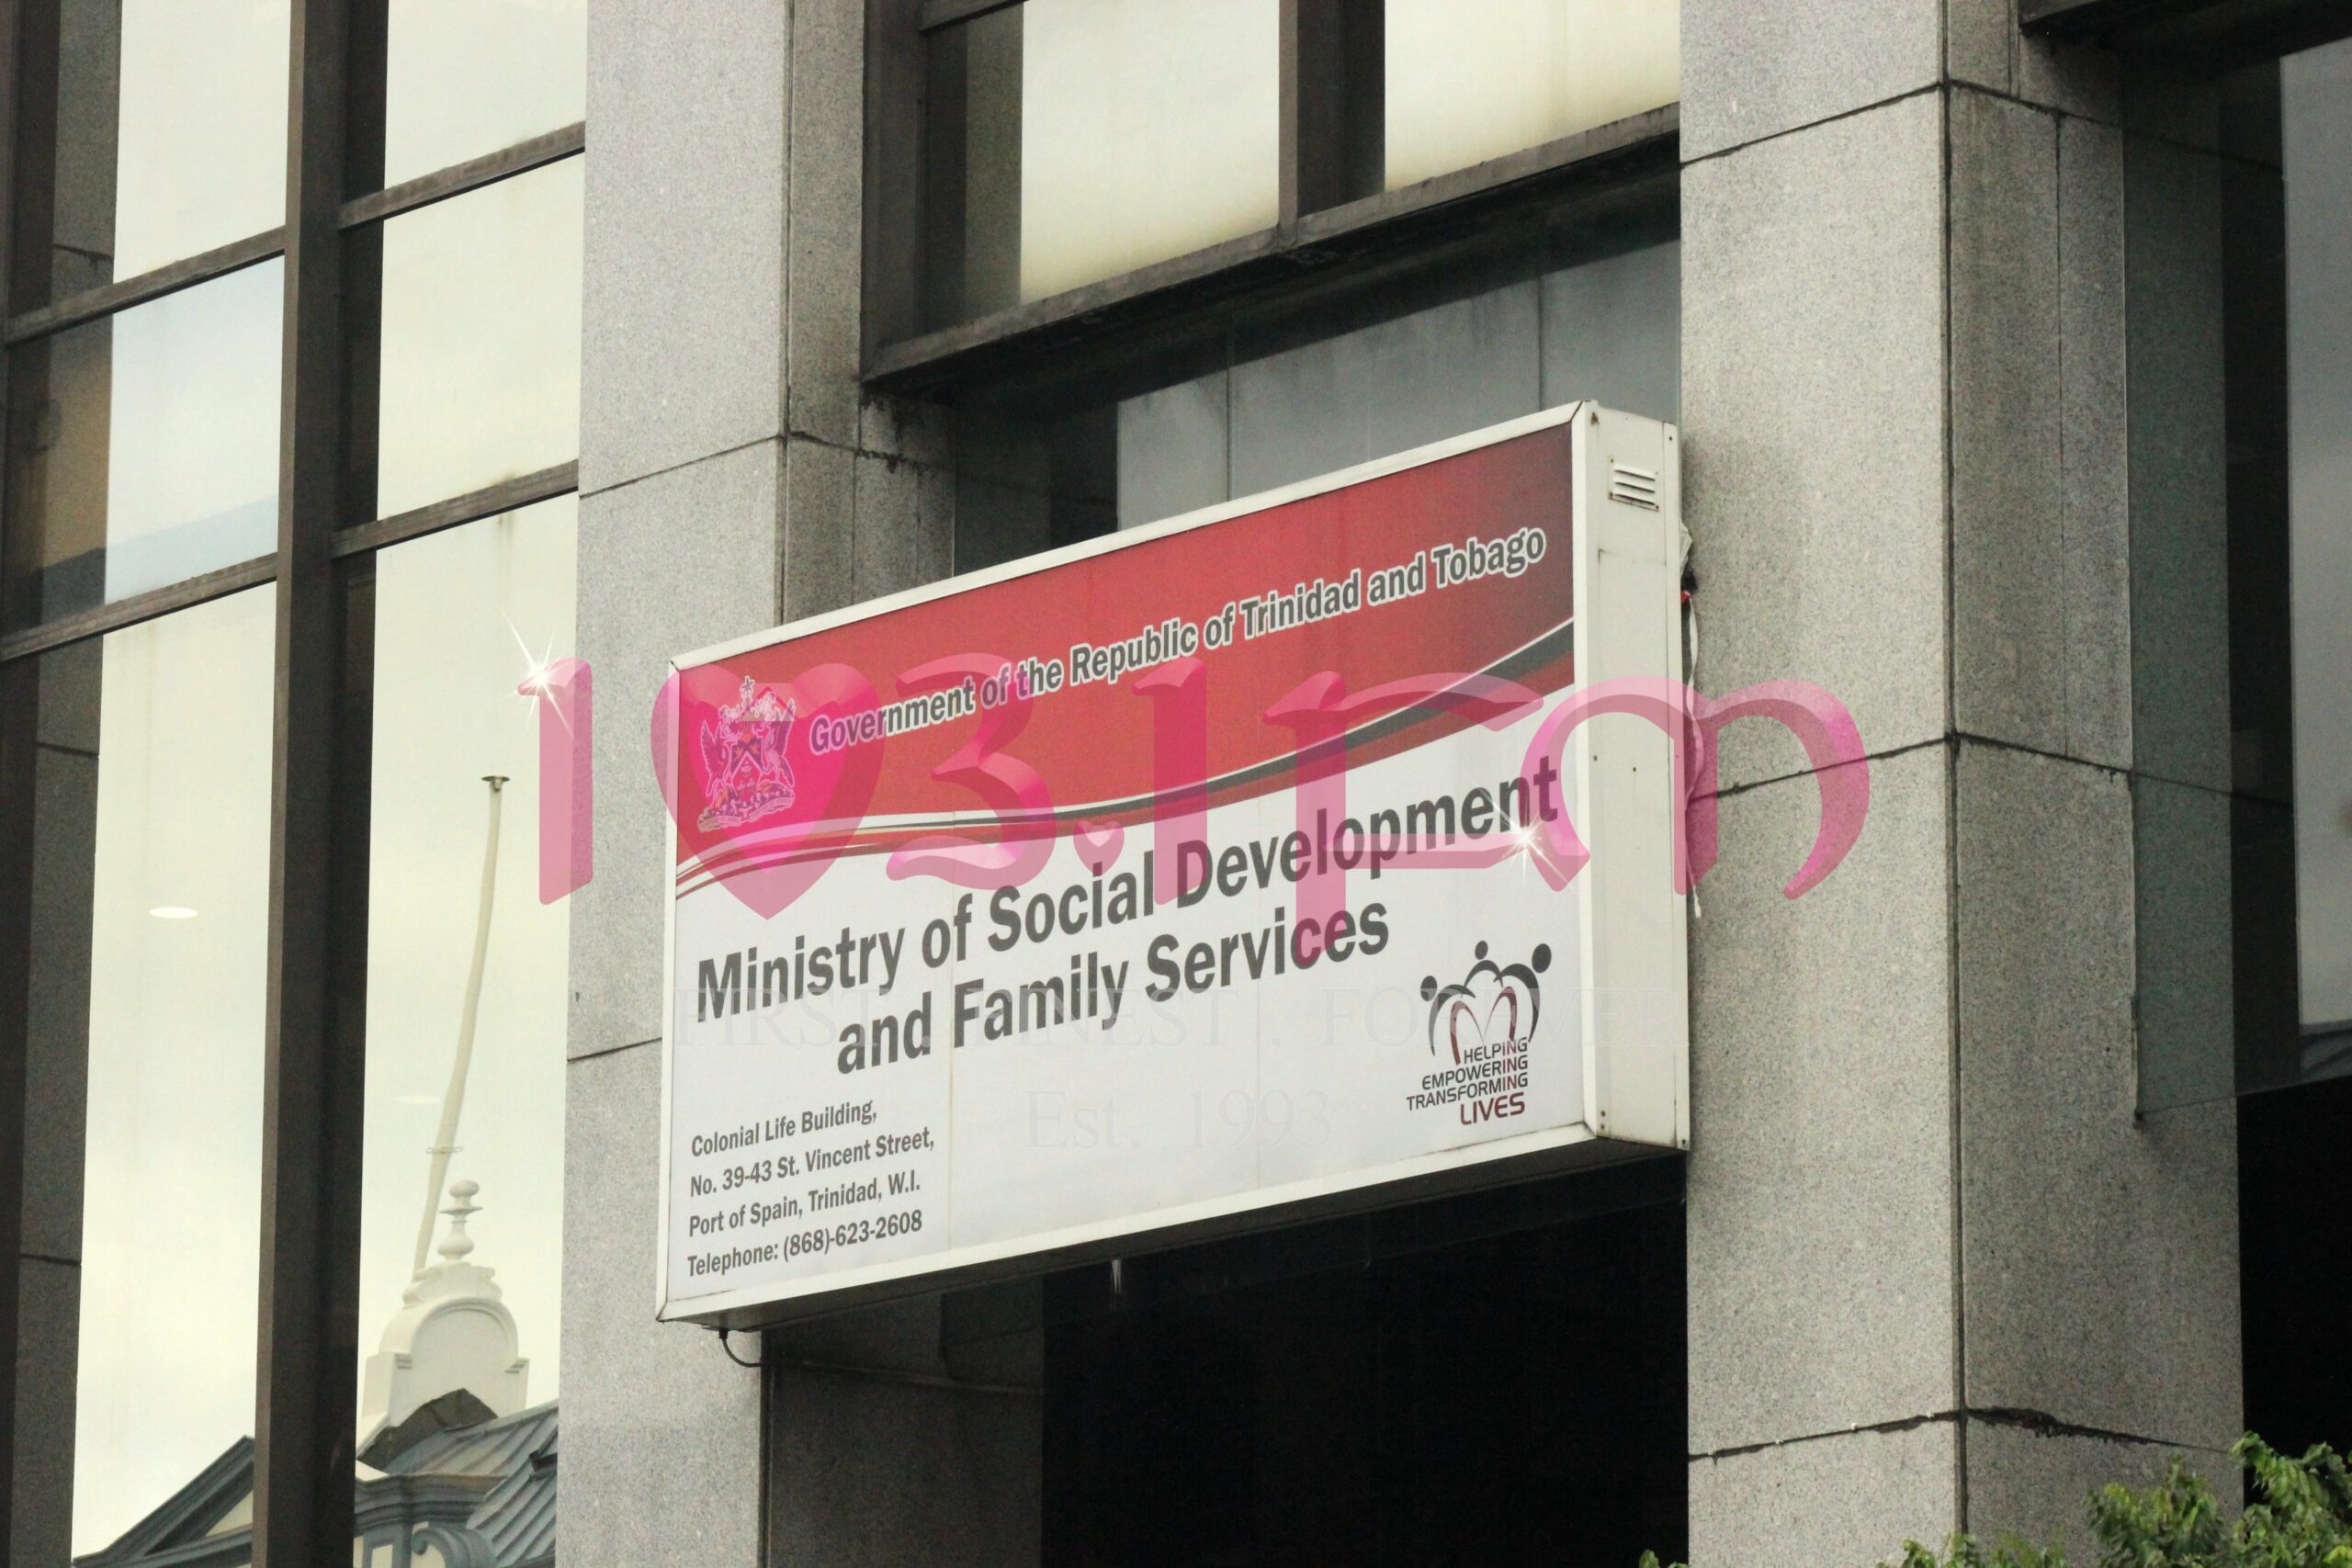 Government of the Republic of Trinidad and Tobago
103.1FM
Ministry of Social Development
and Family Services
FIRST . FINEST . FOREVER
Est. 1993
HELPING
EMPOWERING
TRANSFORMING
LIVES
Colonial Life Building,
No. 39-43 St. Vincent Street,
Port of Spain, Trinidad, W.I.
Telephone: (868)-623-2608